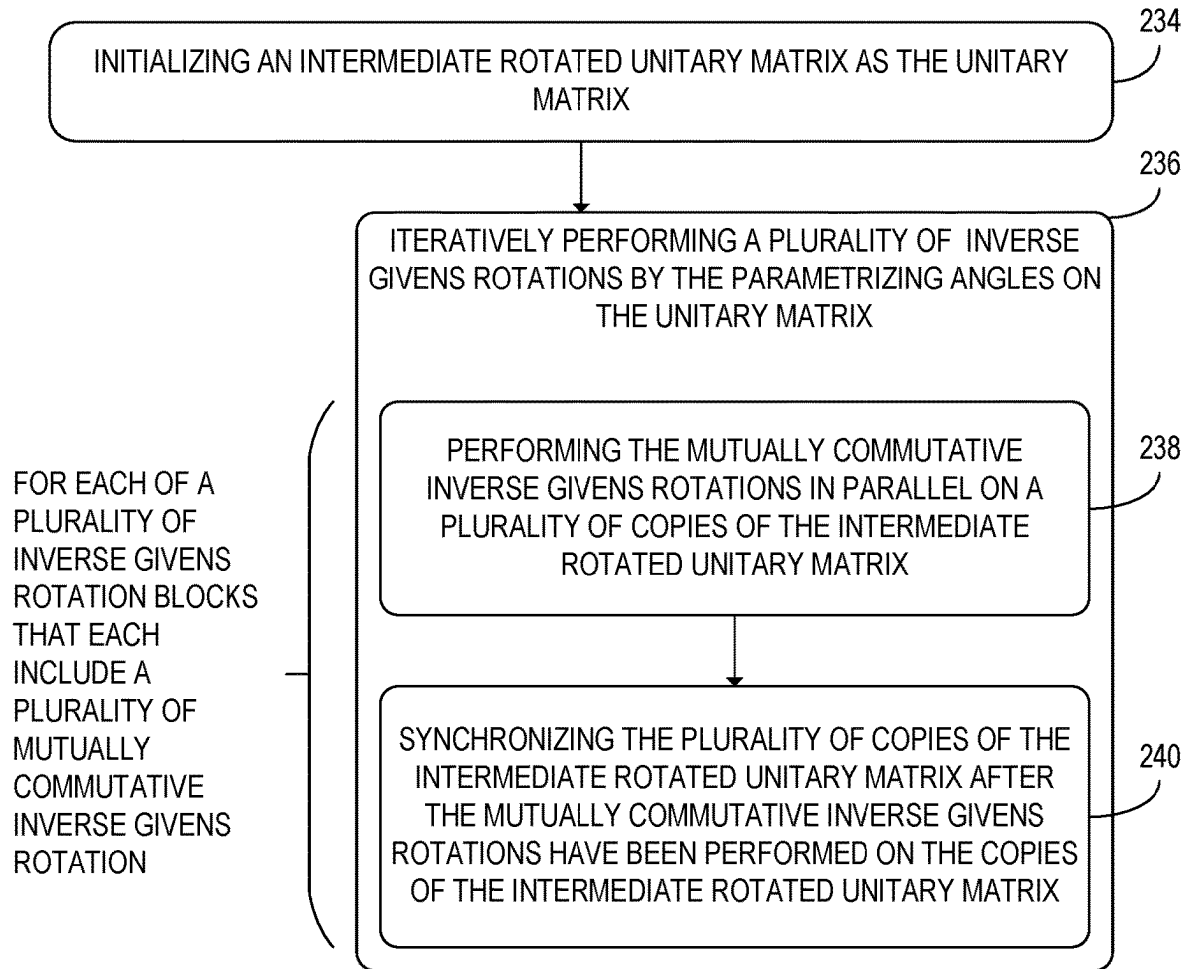 234
INITIALIZING AN INTERMEDIATE ROTATED UNITARY MATRIX AS THE UNITARY
MATRIX
236
ITERATIVELY PERFORMING A PLURALITY OF INVERSE
GIVENS ROTATIONS BY THE PARAMETRIZING ANGLES ON
THE UNITARY MATRIX
FOR EACH OF A
PLURALITY OF
INVERSE GIVENS
ROTATION BLOCKS
THAT EACH
INCLUDE A
PLURALITY OF
MUTUALLY
COMMUTATIVE
INVERSE GIVENS
ROTATION
238
PERFORMING THE MUTUALLY COMMUTATIVE
INVERSE GIVENS ROTATIONS IN PARALLEL ON A
PLURALITY OF COPIES OF THE INTERMEDIATE
ROTATED UNITARY MATRIX
240
SYNCHRONIZING THE PLURALITY OF COPIES OF THE
INTERMEDIATE ROTATED UNITARY MATRIX AFTER
THE MUTUALLY COMMUTATIVE INVERSE GIVENS
ROTATIONS HAVE BEEN PERFORMED ON THE COPIES
OF THE INTERMEDIATE ROTATED UNITARY MATRIX